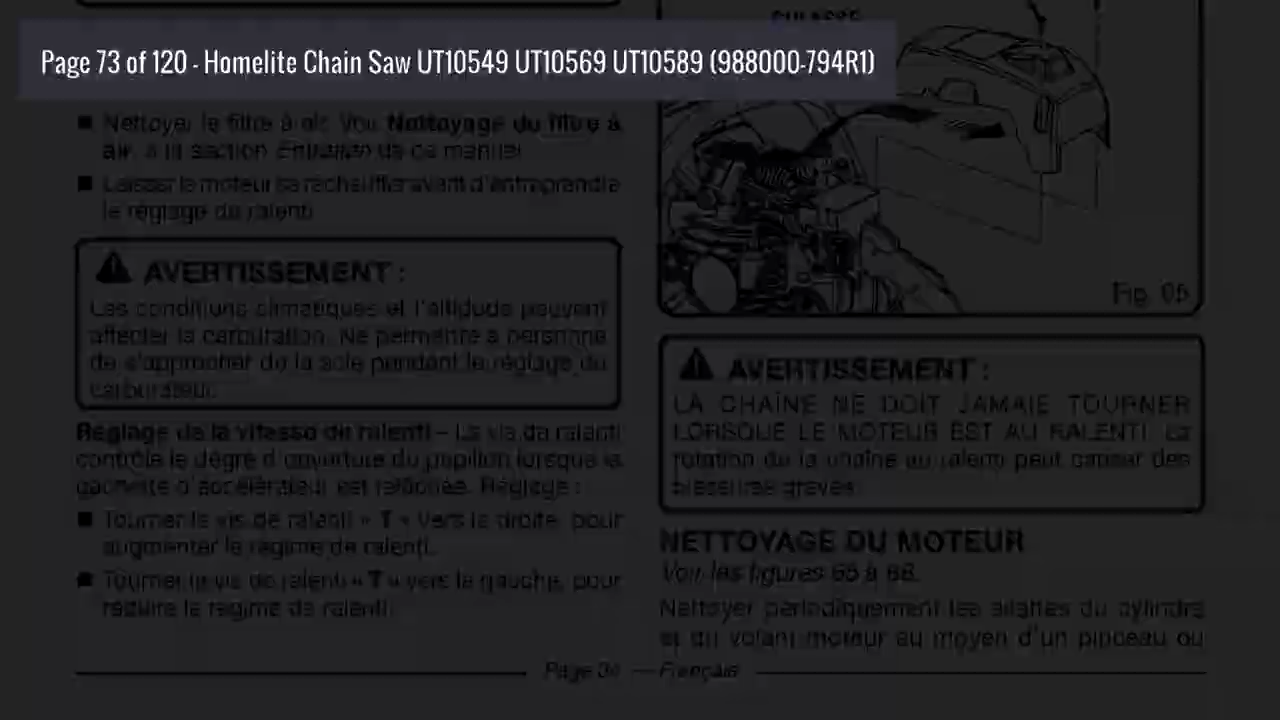 Page 73 of 120 - Homelite Chain Saw UT10549 UT10569 UT10589 (988000-794R1)
CULASSE
■ Nettoyer le filtre à air. Voir Nettoyage du filtre à
air, à la section Entretien de ce manuel.
■ Laisser le moteur se réchauffer avant d'entreprendre
le réglage de ralenti.
AVERTISSEMENT :
Les conditions climatiques et l'altitude peuvent
affecter la carburation. Ne permettre à personne
de s'approcher de la scie pendant le réglage du
carburateur.
Réglage de la vitesse de ralenti – La vis de ralenti
contrôle le degré d'ouverture du papillon lorsque la
gâchette d'accélérateur est relâchée. Réglage :
■ Tourner la vis de ralenti « T » vers la droite, pour
augmenter le régime de ralenti.
■ Tourner la vis de ralenti « T » vers la gauche, pour
réduire le régime de ralenti.
Fig. 65
AVERTISSEMENT :
LA CHAÎNE NE DOIT JAMAIS TOURNER
LORSQUE LE MOTEUR EST AU RALENTI. La
rotation de la chaîne au ralenti peut causer des
blessures graves.
NETTOYAGE DU MOTEUR
Voir les figures 65 à 68.
Nettoyer périodiquement les ailettes du cylindre
et du volant moteur au moyen d'un pinceau ou
Page 34 — Français